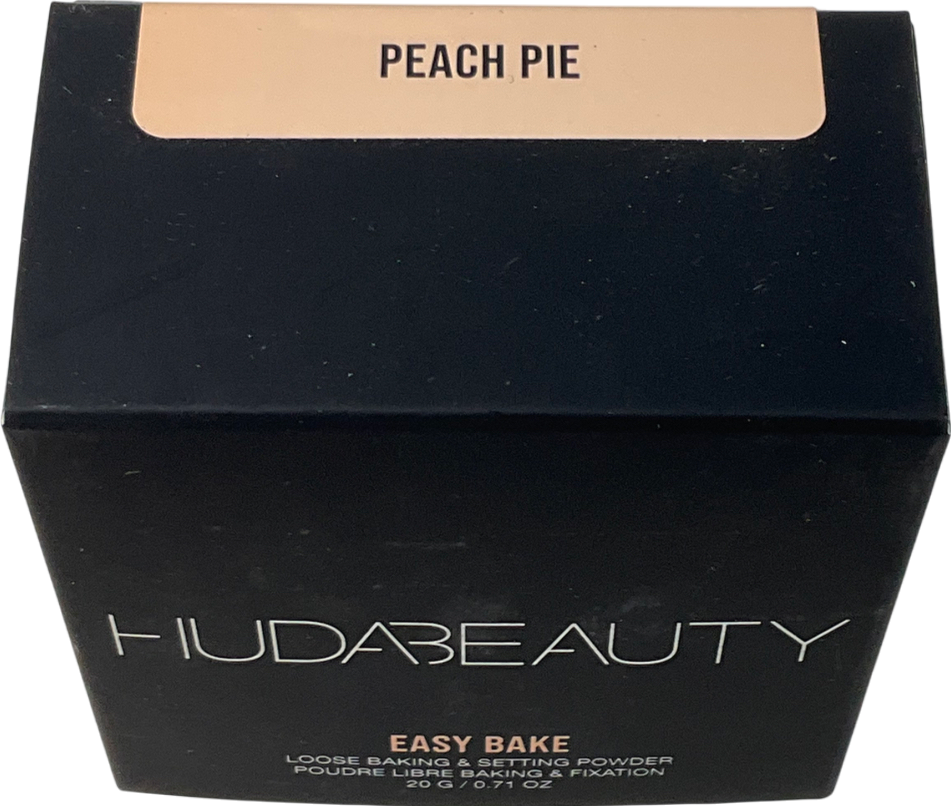 PEACH PIE
HUDABEAUTY
EASY BAKE
LOOSE BAKING & SETTING POWDER
POUDRE LIBRE BAKING & FIXATION
20 G / 0.71 OZ